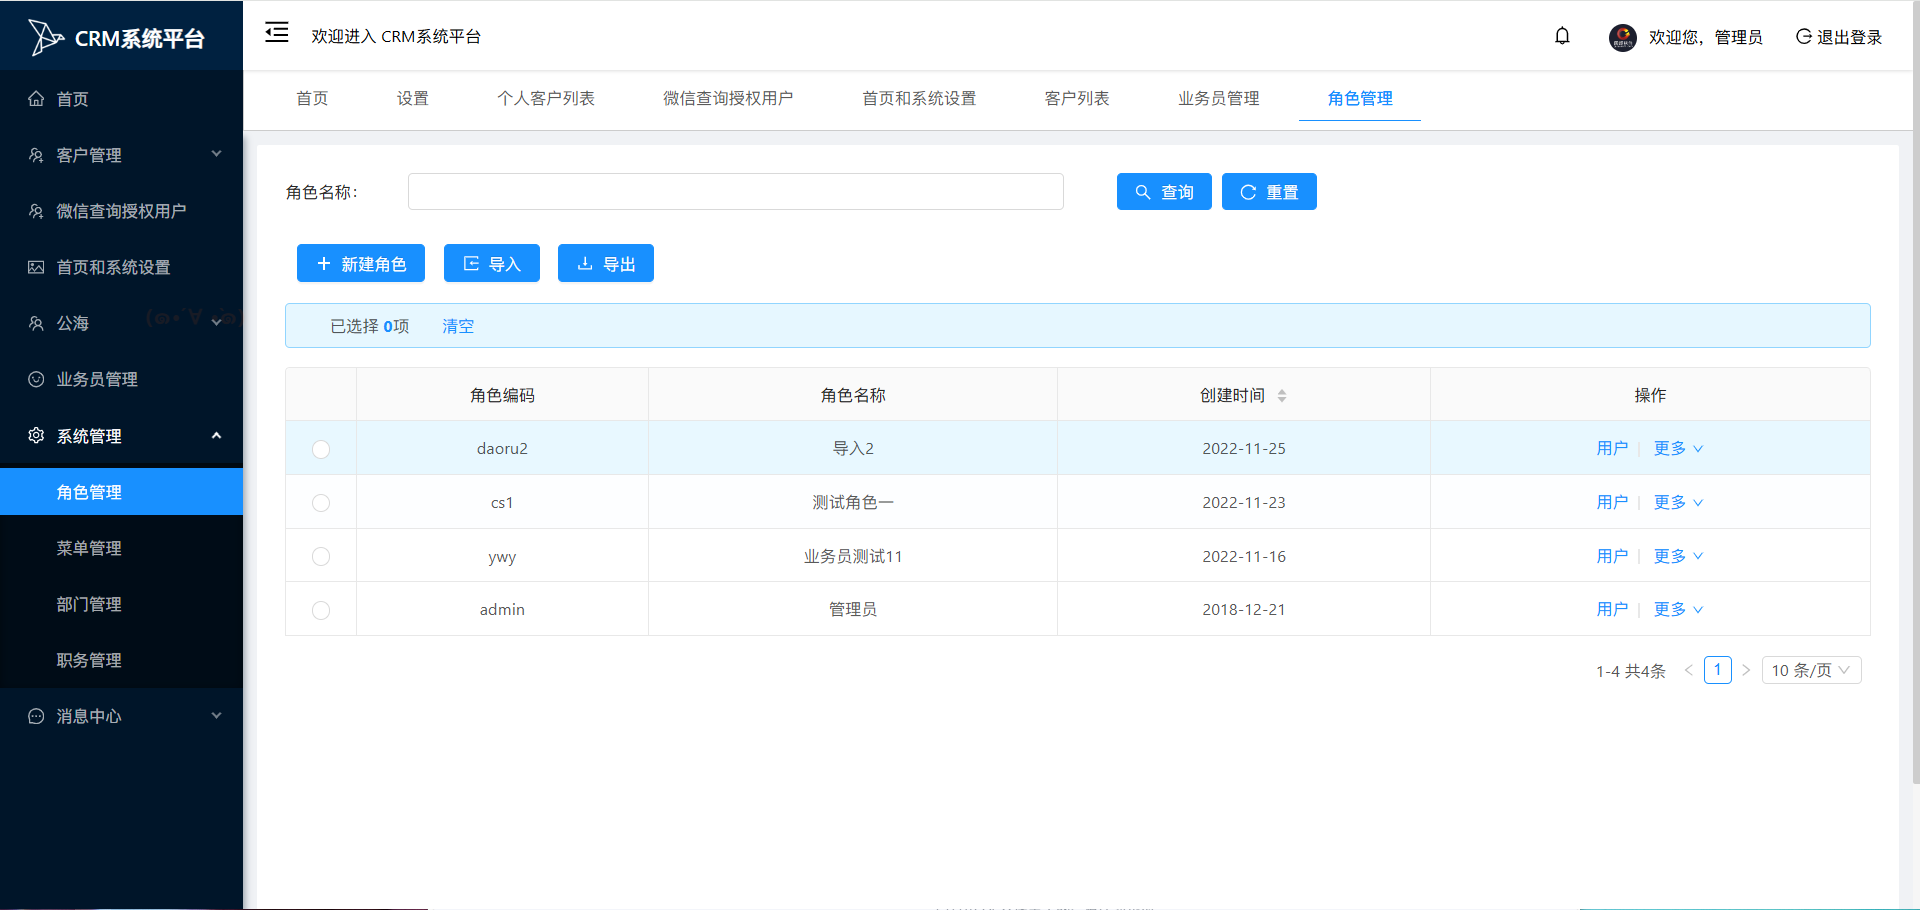 CRM系统平台
欢迎进入 CRM系统平台
欢迎您，管理员
退出登录
首页
客户管理
微信查询授权用户
首页和系统设置
公海
业务员管理
系统管理
角色管理
菜单管理
部门管理
职务管理
消息中心
首页 设置 个人客户列表 微信查询授权用户 首页和系统设置 客户列表 业务员管理 角色管理
角色名称：
查询 重置
新建角色 导入 导出
已选择 0项 清空
角色编码 角色名称 创建时间 操作
daoru2 导入2 2022-11-25 用户 更多
cs1 测试角色一 2022-11-23 用户 更多
ywy 业务员测试11 2022-11-16 用户 更多
admin 管理员 2018-12-21 用户 更多
1-4 共4条 < 1 > 10 条/页